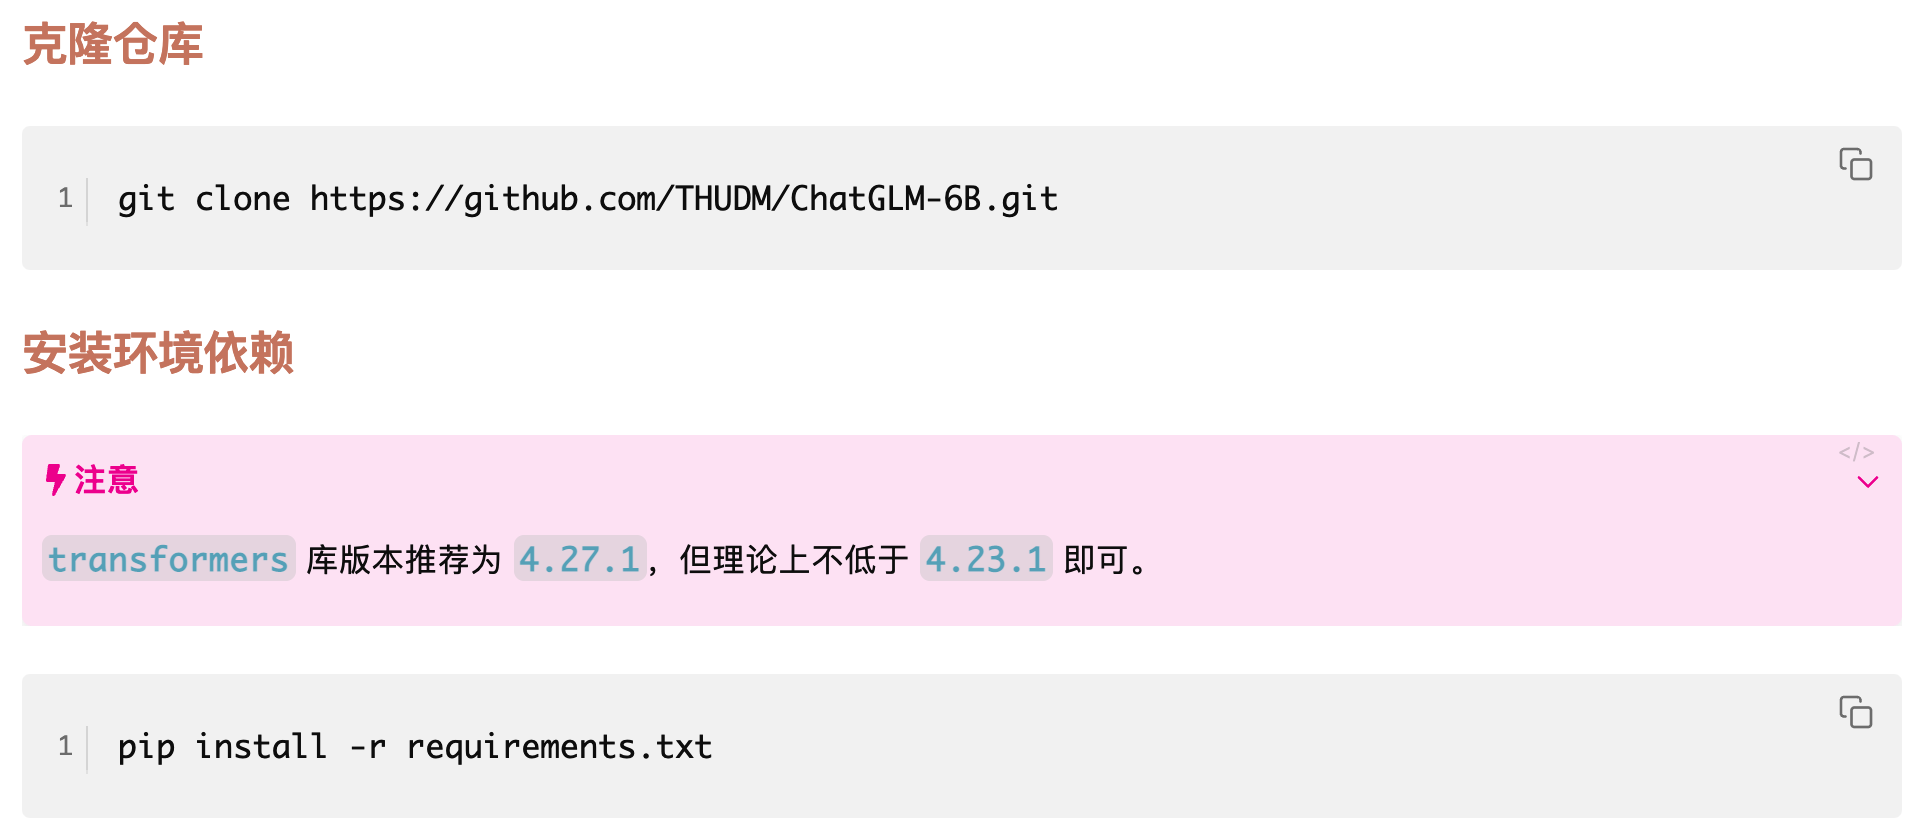 克隆仓库
1 git clone https://github.com/THUDM/ChatGLM-6B.git
安装环境依赖
</>
注意
transformers 库版本推荐为 4.27.1，但理论上不低于 4.23.1 即可。
1 pip install -r requirements.txt